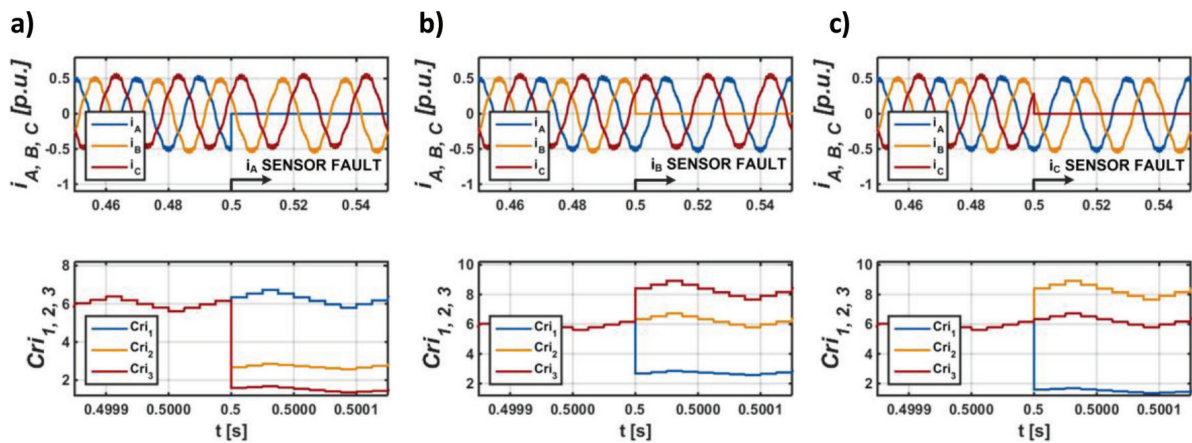 a)
i_A, B, C [p.u.]
0.5
0
-0.5
-1
i_A
i_B
i_C
i_A SENSOR FAULT
0.46 0.48 0.5 0.52 0.54
Cri_1, 2, 3
8
6
4
2
Cri_1
Cri_2
Cri_3
0.4999 0.5000 0.5 0.5000 0.5001
t [s]
b)
i_A, B, C [p.u.]
0.5
0
-0.5
-1
i_A
i_B
i_C
i_B SENSOR FAULT
0.46 0.48 0.5 0.52 0.54
Cri_1, 2, 3
10
8
6
4
2
Cri_1
Cri_2
Cri_3
0.4999 0.5000 0.5 0.5000 0.5001
t [s]
c)
i_A, B, C [p.u.]
0.5
0
-0.5
-1
i_A
i_B
i_C
i_C SENSOR FAULT
0.46 0.48 0.5 0.52 0.54
Cri_1, 2, 3
10
8
6
4
2
Cri_1
Cri_2
Cri_3
0.4999 0.5000 0.5 0.5000 0.5001
t [s]